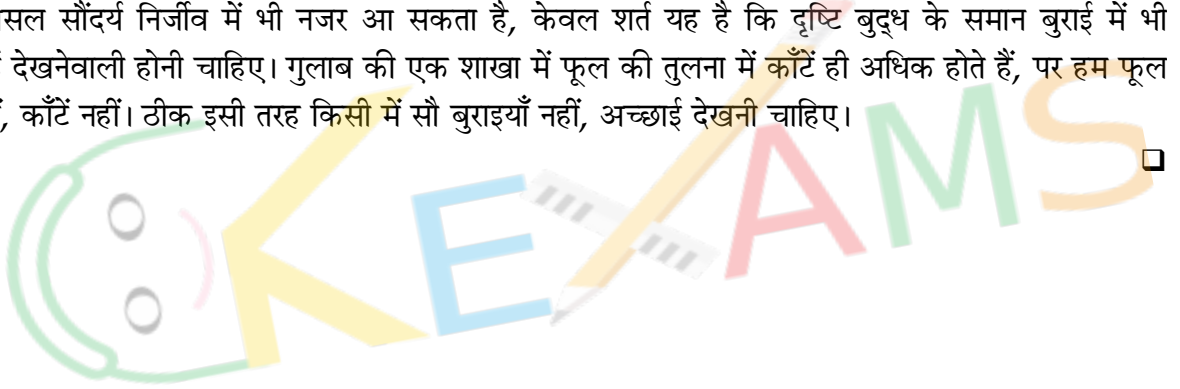 सौंदर्य निर्जीव में भी नजर आ सकता है, केवल शर्त यह है कि दृष्टि बुद्ध के समान बुराई में भी
देखनेवाली होनी चाहिए। गुलाब की एक शाखा में फूल की तुलना में काँटें ही अधिक होते हैं, पर हम फूल
काँटें नहीं। ठीक इसी तरह किसी में सौ बुराइयाँ नहीं, अच्छाई देखनी चाहिए।
KEXAMS